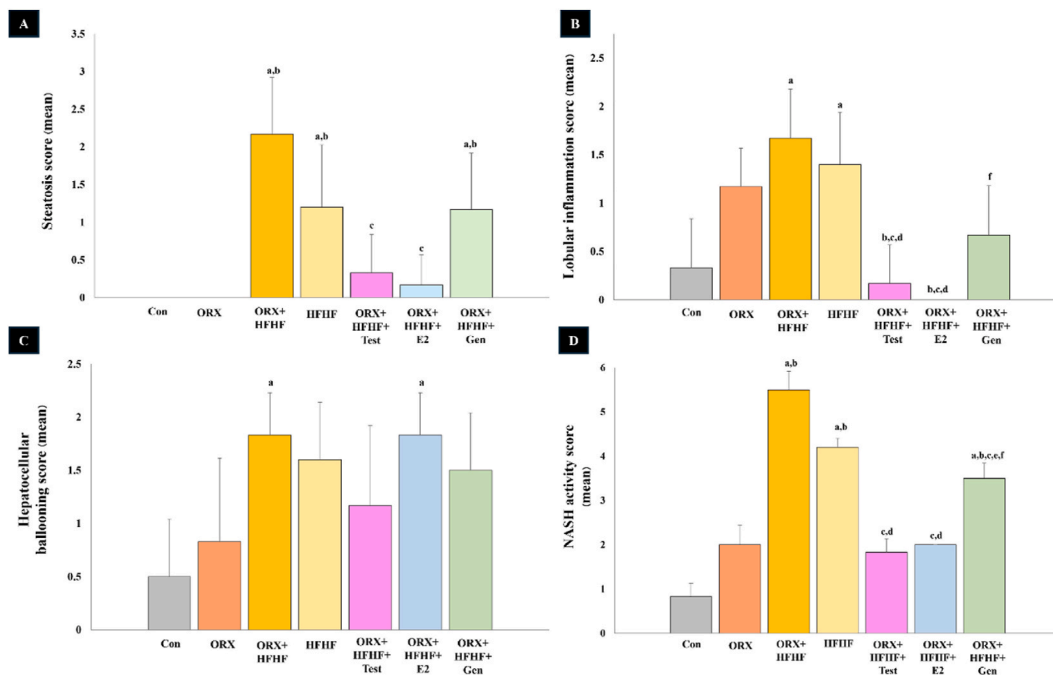 A
Steatosis score (mean)
3.5
3
2.5
2
1.5
1
0.5
0
a,b
a,b
c
c
a,b
Con
ORX
ORX+
HFHF
HFHF
ORX+
HFHF+
Test
ORX+
HFHF+
E2
ORX+
HFHF+
Gen
B
Lobular inflammation score (mean)
2.5
2
1.5
1
0.5
0
a
a
b,c,d
b,c,d
f
Con
ORX
ORX+
HFHF
HFHF
ORX+
HFHF+
Test
ORX+
HFHF+
E2
ORX+
HFHF+
Gen
C
Hepatocellular
ballooning score (mean)
2.5
2
1.5
1
0.5
0
a
a
Con
ORX
ORX+
HFHF
HFHF
ORX+
HFHF+
Test
ORX+
HFHF+
E2
ORX+
HFHF+
Gen
D
NASH activity score
(mean)
6
5
4
3
2
1
0
a,b
a,b
c,d
c,d
a,b,c,e,f
Con
ORX
ORX+
HFHF
HFHF
ORX+
HFHF+
Test
ORX+
HFHF+
E2
ORX+
HFHF+
Gen